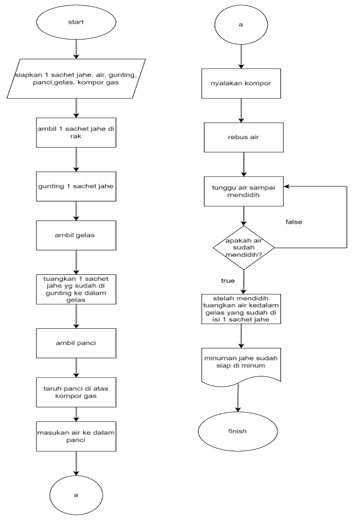 start
siapkan 1 sachet jahe, air, gunting,
panci,gelas, kompor gas
ambil 1 sachet jahe di
rak
gunting 1 sachet jahe
ambil gelas
tuangkan 1 sachet
jahe yg sudah di
gunting ke dalam
gelas
ambil panci
taruh panci di atas
kompor gas
masukan air ke dalam
panci
a
a
nyalakan kompor
rebus air
tunggu air sampai
mendidih
false
apakah air
sudah
mendidih?
true
stelah mendidih
tuangkan air kedalam
gelas yang sudah di
isi 1 sachet jahe
minuman jahe sudah
siap di minum
finish